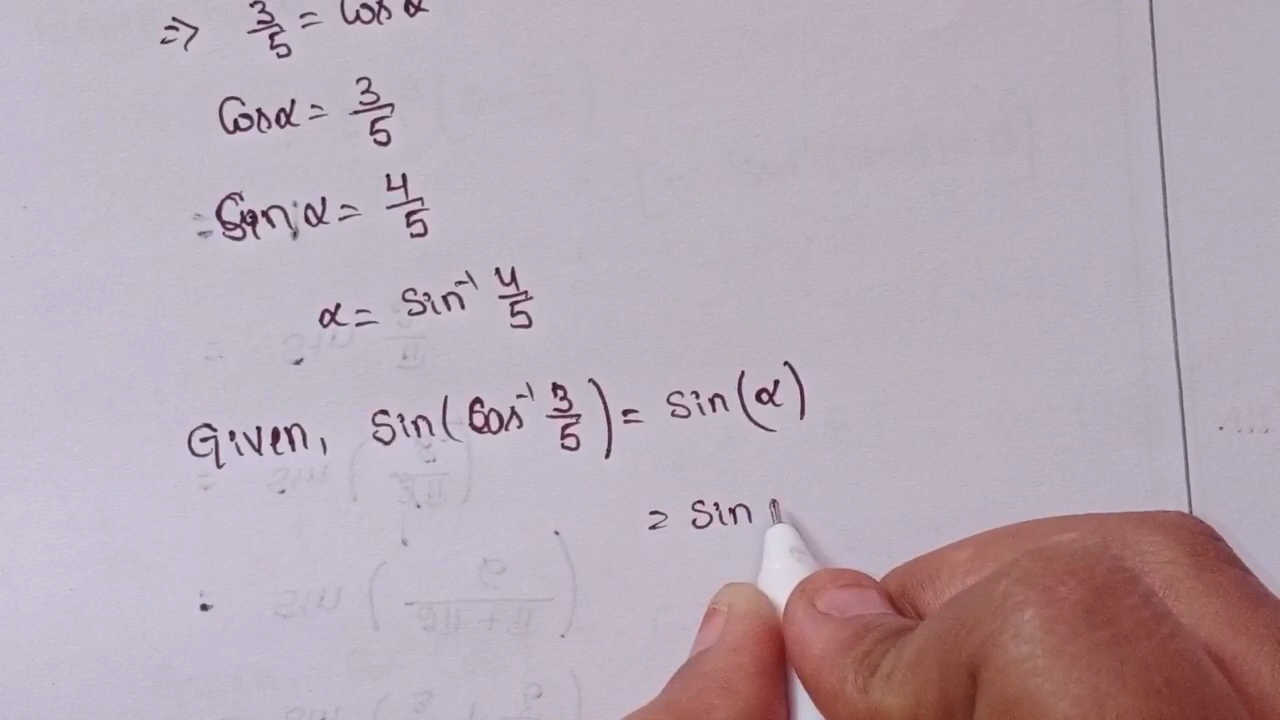 ⇒ 3/5 = Cos α
Cos α = 3/5
Sin α = 4/5
α = Sin⁻¹ 4/5
Given, Sin(Cos⁻¹ 3/5) = Sin(α)
= Sin